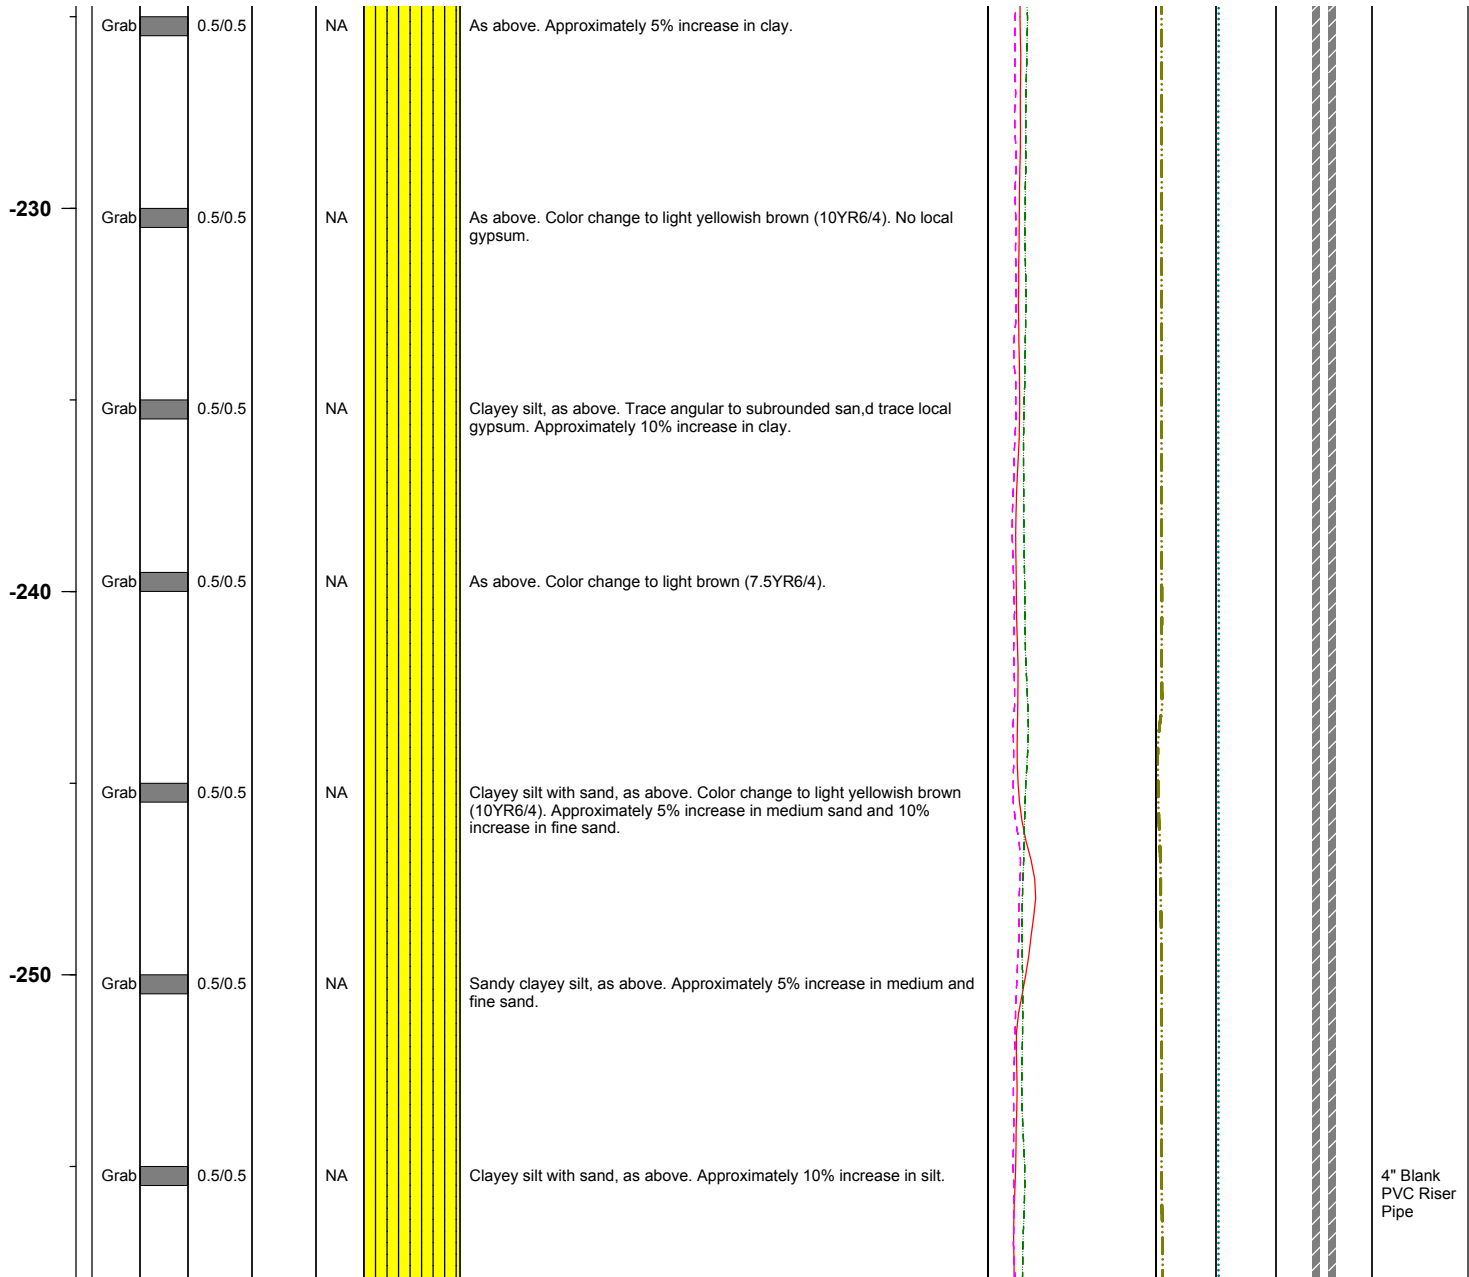 Grab 0.5/0.5 NA As above. Approximately 5% increase in clay.
-230 Grab 0.5/0.5 NA As above. Color change to light yellowish brown (10YR6/4). No local
gypsum.
Grab 0.5/0.5 NA Clayey silt, as above. Trace angular to subrounded san,d trace local
gypsum. Approximately 10% increase in clay.
-240 Grab 0.5/0.5 NA As above. Color change to light brown (7.5YR6/4).
Grab 0.5/0.5 NA Clayey silt with sand, as above. Color change to light yellowish brown
(10YR6/4). Approximately 5% increase in medium sand and 10%
increase in fine sand.
-250 Grab 0.5/0.5 NA Sandy clayey silt, as above. Approximately 5% increase in medium and
fine sand.
Grab 0.5/0.5 NA Clayey silt with sand, as above. Approximately 10% increase in silt. 4" Blank
PVC Riser
Pipe